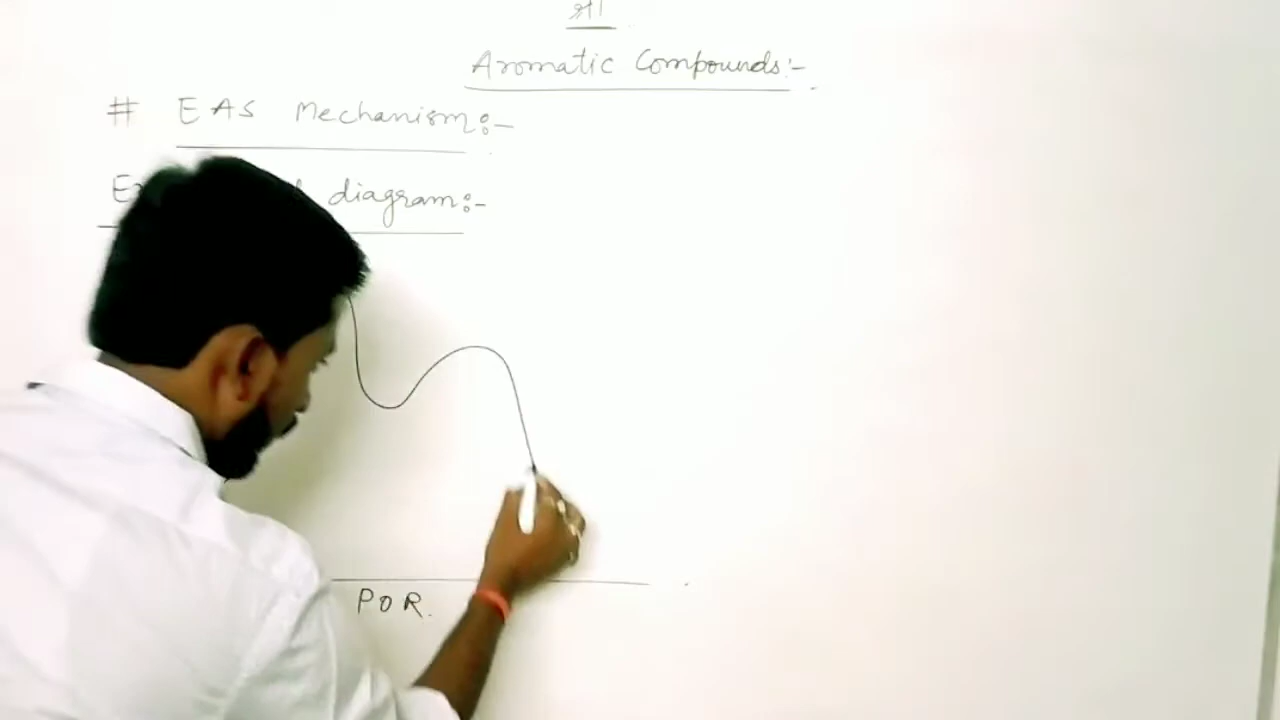 श्री
Aromatic Compounds:-
# EAS Mechanism:-
diagram:-
POR.